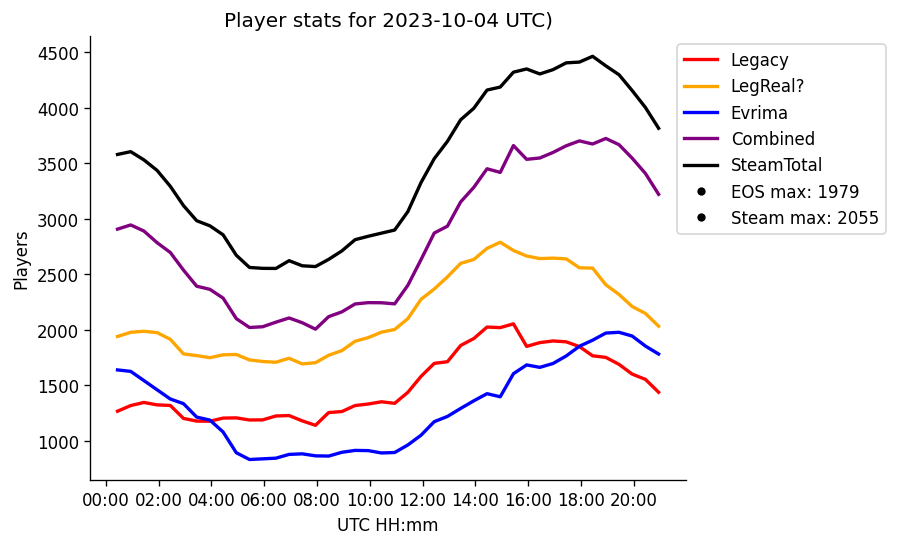 Player stats for 2023-10-04 UTC)
4500
4000
3500
3000
2500
2000
1500
1000
Players
00:00 02:00 04:00 06:00 08:00 10:00 12:00 14:00 16:00 18:00 20:00
UTC HH:mm
Legacy
LegReal?
Evrima
Combined
SteamTotal
EOS max: 1979
Steam max: 2055